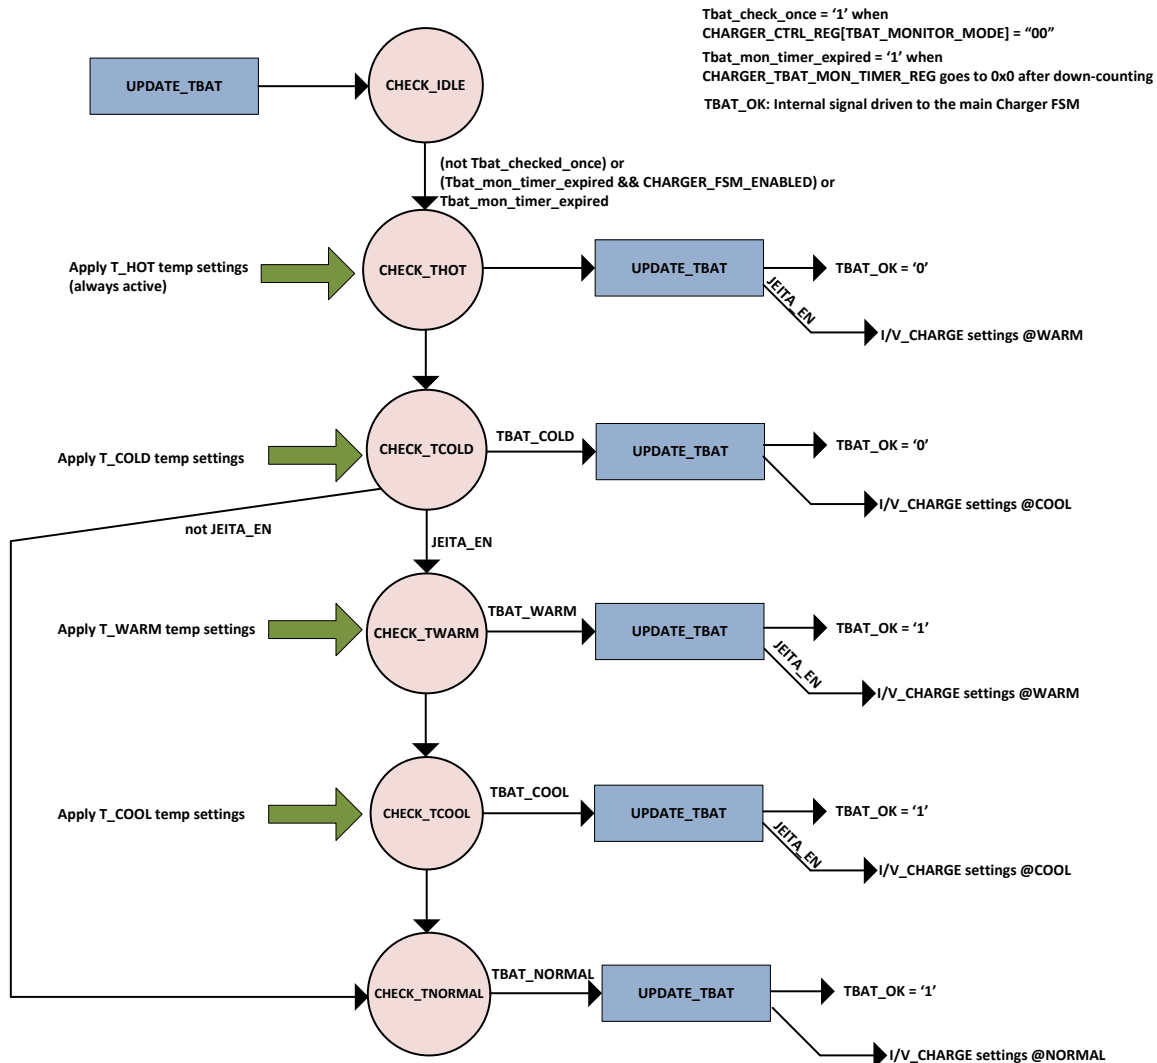 Tbat_check_once = ‘1’ when
CHARGER_CTRL_REG[TBAT_MONITOR_MODE] = “00”
Tbat_mon_timer_expired = ‘1’ when
CHARGER_TBAT_MON_TIMER_REG goes to 0x0 after down-counting
TBAT_OK: Internal signal driven to the main Charger FSM
UPDATE_TBAT
CHECK_IDLE
(not Tbat_checked_once) or
(Tbat_mon_timer_expired && CHARGER_FSM_ENABLED) or
Tbat_mon_timer_expired
Apply T_HOT temp settings
(always active)
CHECK_THOT
UPDATE_TBAT
TBAT_OK = ‘0’
JEITA_EN
I/V_CHARGE settings @WARM
Apply T_COLD temp settings
CHECK_TCOLD
TBAT_COLD
UPDATE_TBAT
TBAT_OK = ‘0’
I/V_CHARGE settings @COOL
not JEITA_EN
JEITA_EN
Apply T_WARM temp settings
CHECK_TWARM
TBAT_WARM
UPDATE_TBAT
TBAT_OK = ‘1’
JEITA_EN
I/V_CHARGE settings @WARM
Apply T_COOL temp settings
CHECK_TCOOL
TBAT_COOL
UPDATE_TBAT
TBAT_OK = ‘1’
JEITA_EN
I/V_CHARGE settings @COOL
CHECK_TNORMAL
TBAT_NORMAL
UPDATE_TBAT
TBAT_OK = ‘1’
I/V_CHARGE settings @NORMAL